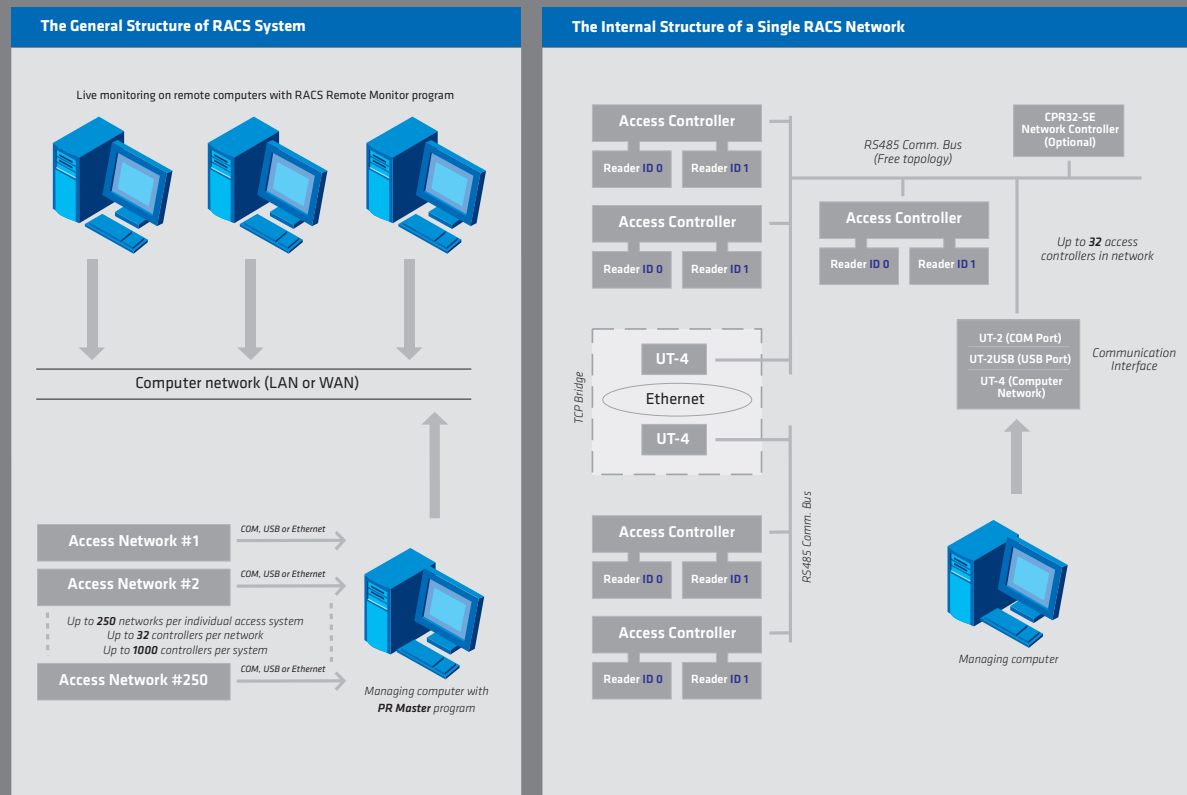 The General Structure of RACS System
Live monitoring on remote computers with RACS Remote Monitor program
Computer network (LAN or WAN)
Access Network #1
COM, USB or Ethernet
Access Network #2
COM, USB or Ethernet
Up to 250 networks per individual access system
Up to 32 controllers per network
Up to 1000 controllers per system
Access Network #250
COM, USB or Ethernet
Managing computer with
PR Master program
The Internal Structure of a Single RACS Network
Access Controller
Reader ID 0
Reader ID 1
Access Controller
Reader ID 0
Reader ID 1
RS485 Comm. Bus
(Free topology)
CPR32-SE
Network Controller
(Optional)
Access Controller
Reader ID 0
Reader ID 1
Up to 32 access
controllers in network
TCP Bridge
UT-4
Ethernet
UT-4
UT-2 (COM Port)
UT-2USB (USB Port)
UT-4 (Computer
Network)
Communication
Interface
RS485 Comm. Bus
Access Controller
Reader ID 0
Reader ID 1
Access Controller
Reader ID 0
Reader ID 1
Managing computer